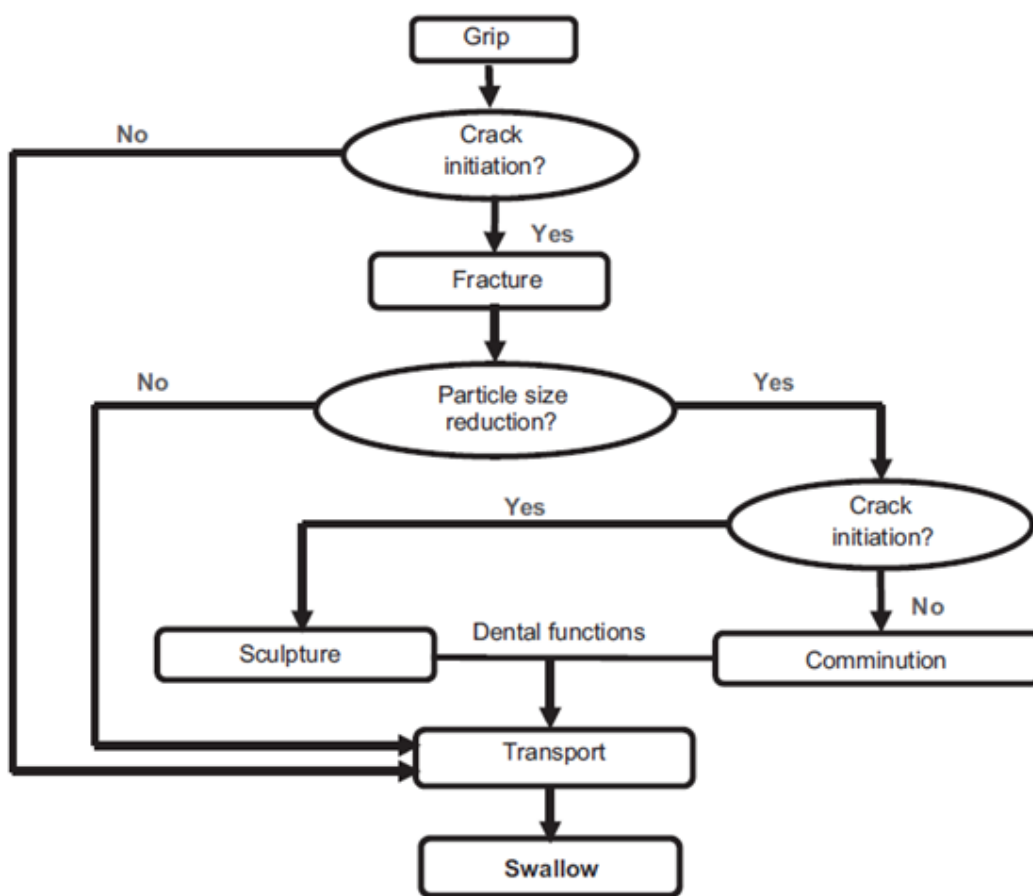 Grip
No
Crack
initiation?
Yes
Fracture
No
Particle size
reduction?
Yes
Yes
Crack
initiation?
No
Sculpture
Dental functions
Comminution
Transport
Swallow